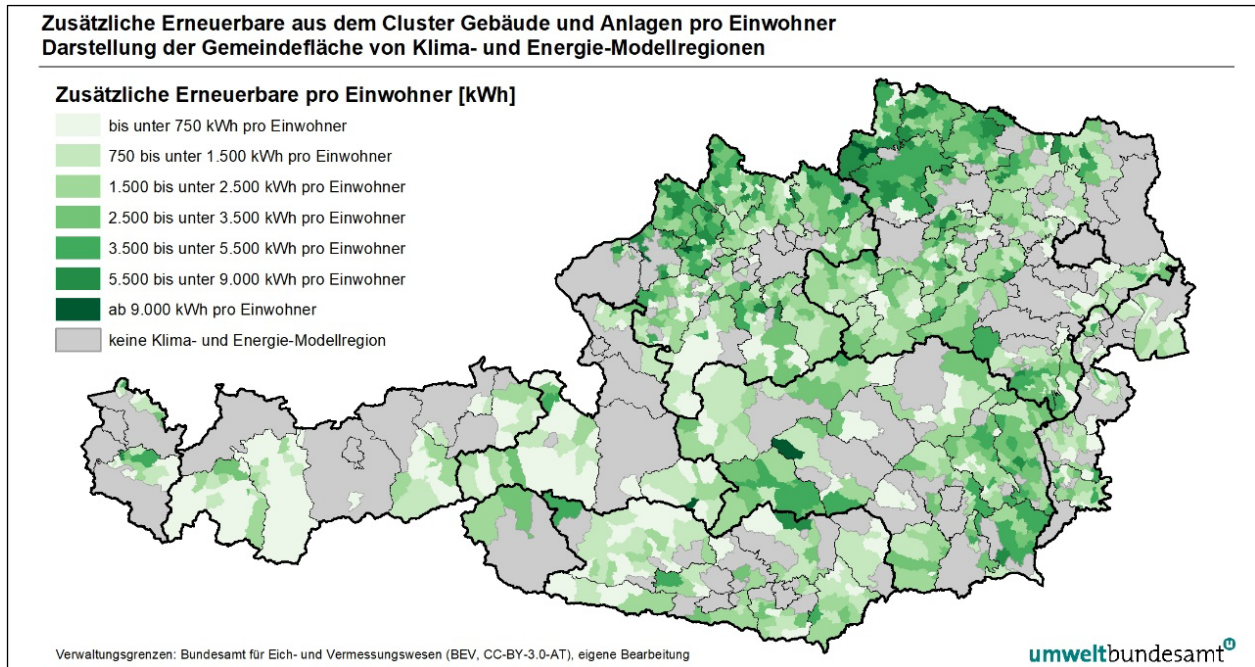 Zusätzliche Erneuerbare aus dem Cluster Gebäude und Anlagen pro Einwohner
Darstellung der Gemeindefläche von Klima- und Energie-Modellregionen
Zusätzliche Erneuerbare pro Einwohner [kWh]
bis unter 750 kWh pro Einwohner
750 bis unter 1.500 kWh pro Einwohner
1.500 bis unter 2.500 kWh pro Einwohner
2.500 bis unter 3.500 kWh pro Einwohner
3.500 bis unter 5.500 kWh pro Einwohner
5.500 bis unter 9.000 kWh pro Einwohner
ab 9.000 kWh pro Einwohner
keine Klima- und Energie-Modellregion
Verwaltungsgrenzen: Bundesamt für Eich- und Vermessungswesen (BEV, CC-BY-3.0-AT), eigene Bearbeitung
umweltbundesamt u